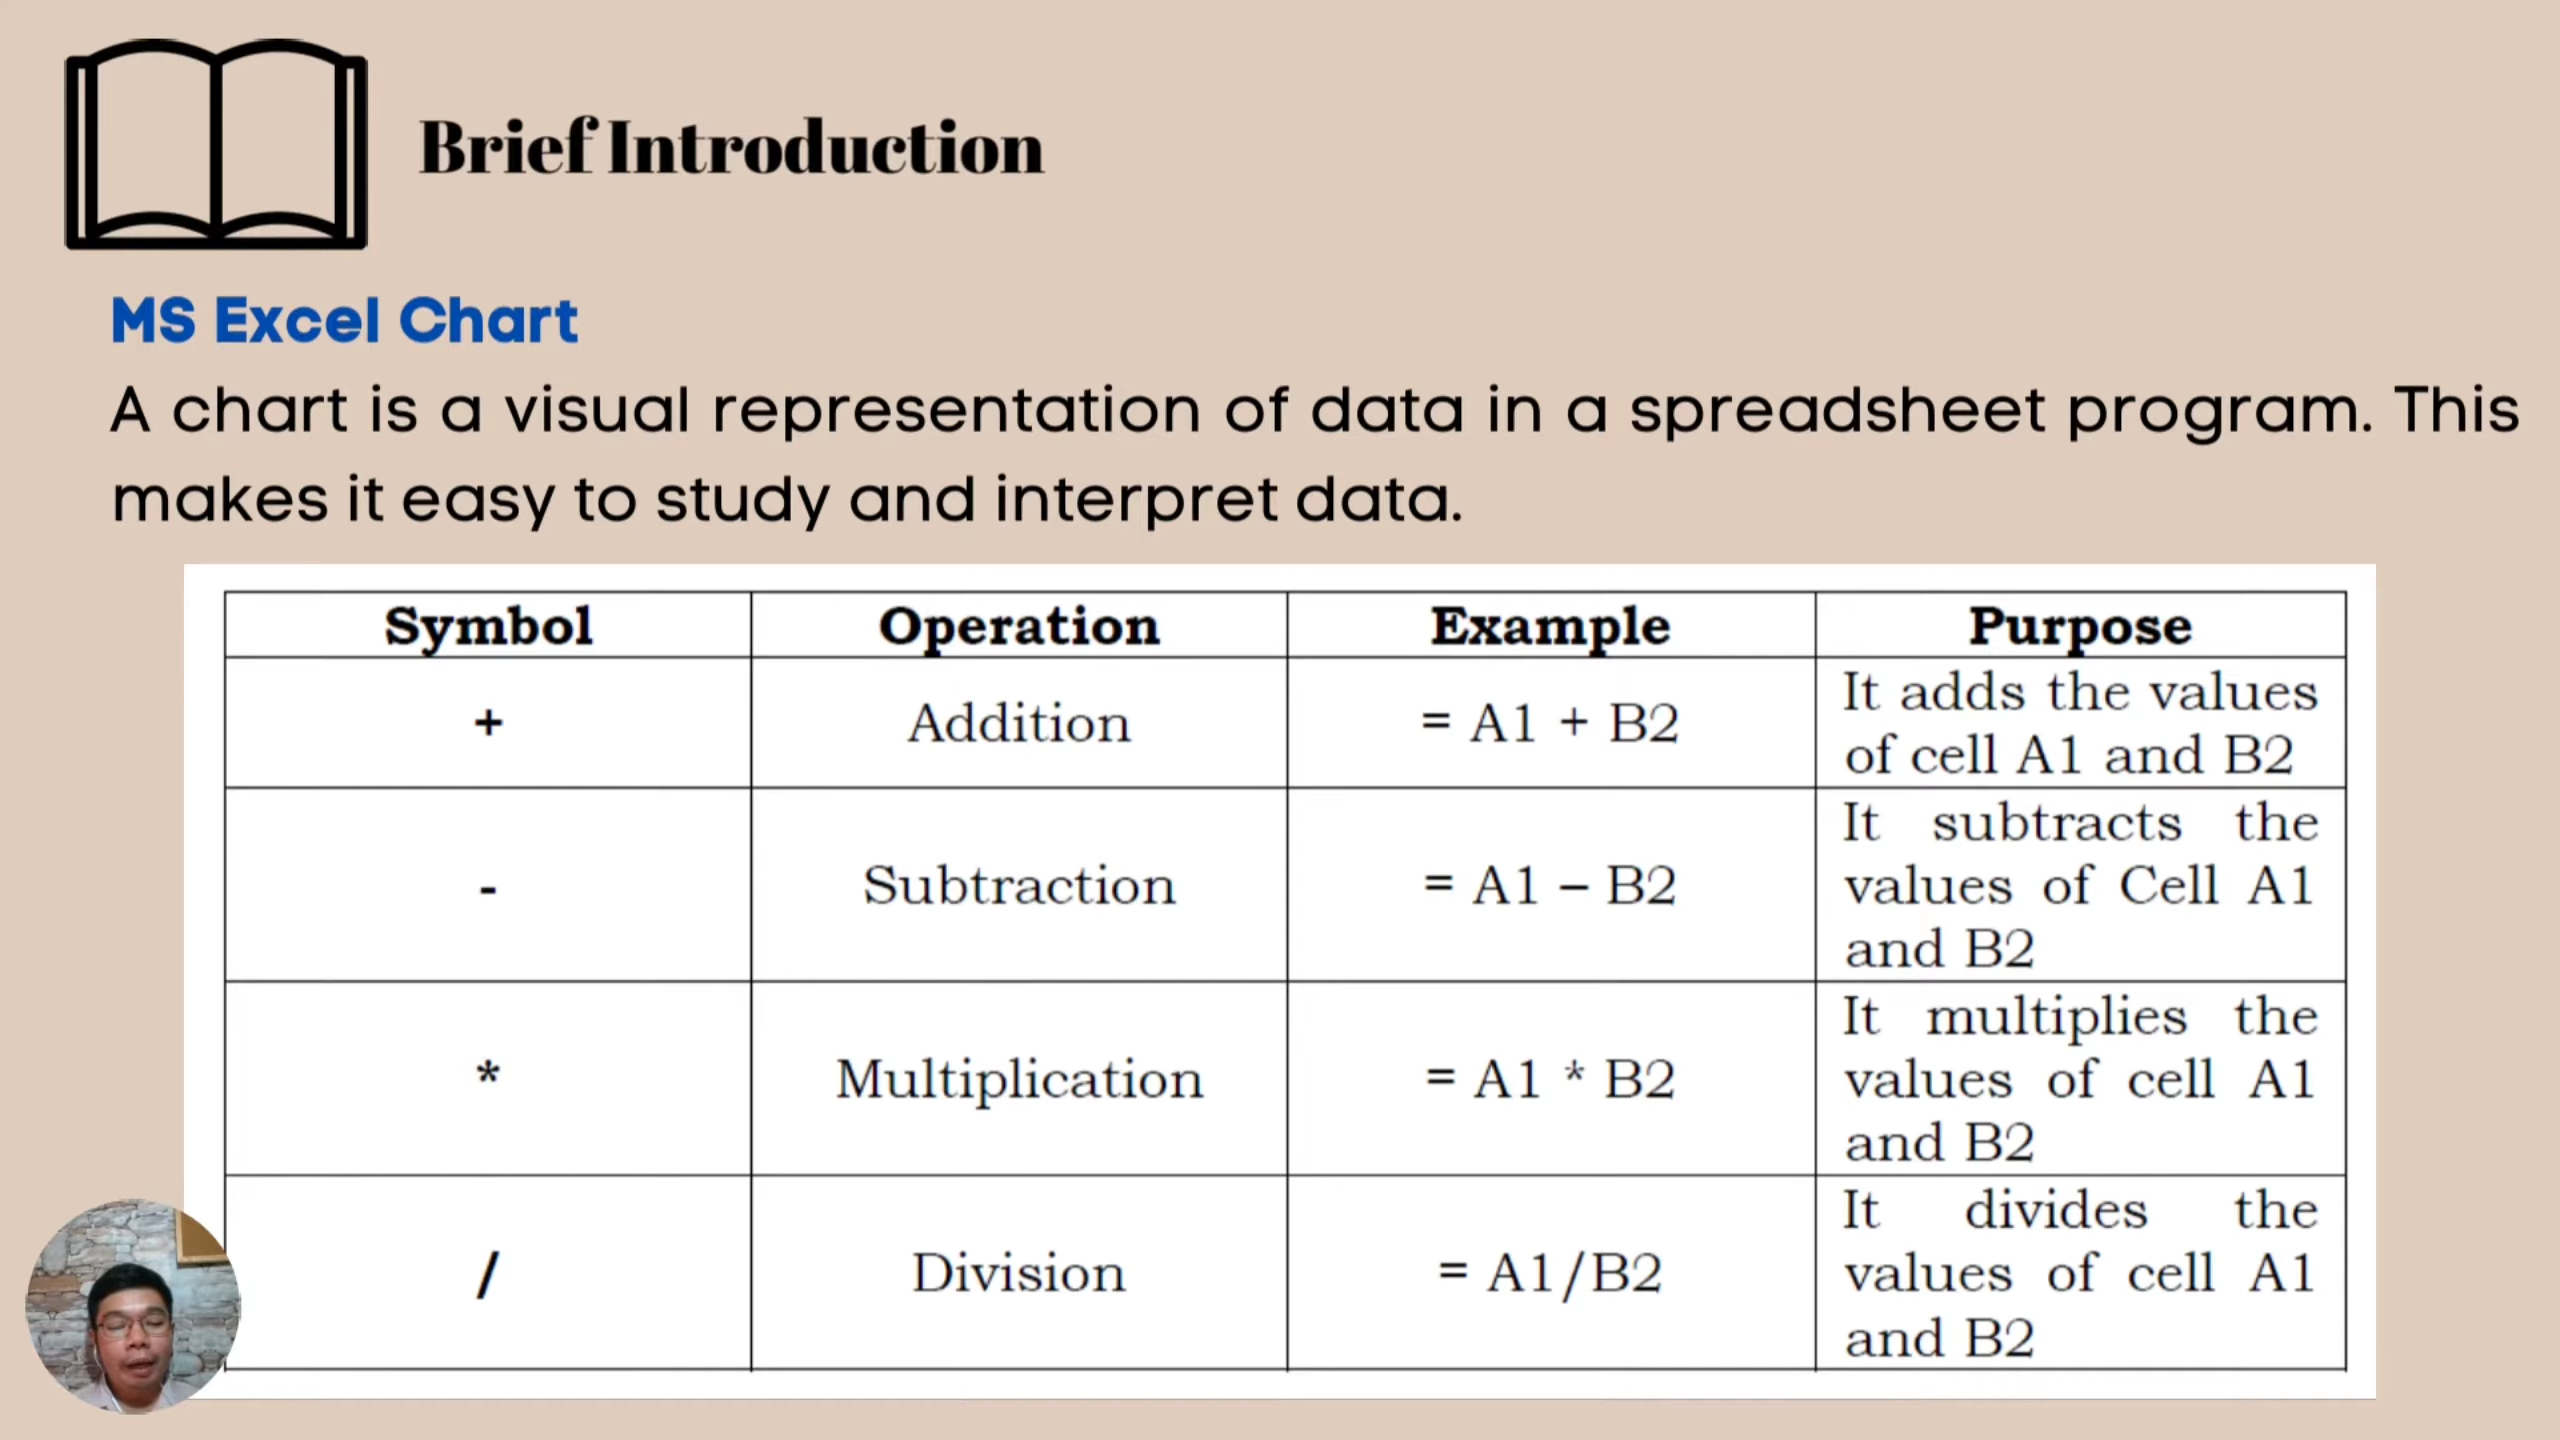 Brief Introduction
MS Excel Chart
A chart is a visual representation of data in a spreadsheet program. This
makes it easy to study and interpret data.
Symbol Operation Example Purpose
+ Addition = A1 + B2 It adds the values
of cell A1 and B2
- Subtraction = A1 – B2 It subtracts the
values of Cell A1
and B2
* Multiplication = A1 * B2 It multiplies the
values of cell A1
and B2
/ Division = A1/B2 It divides the
values of cell A1
and B2